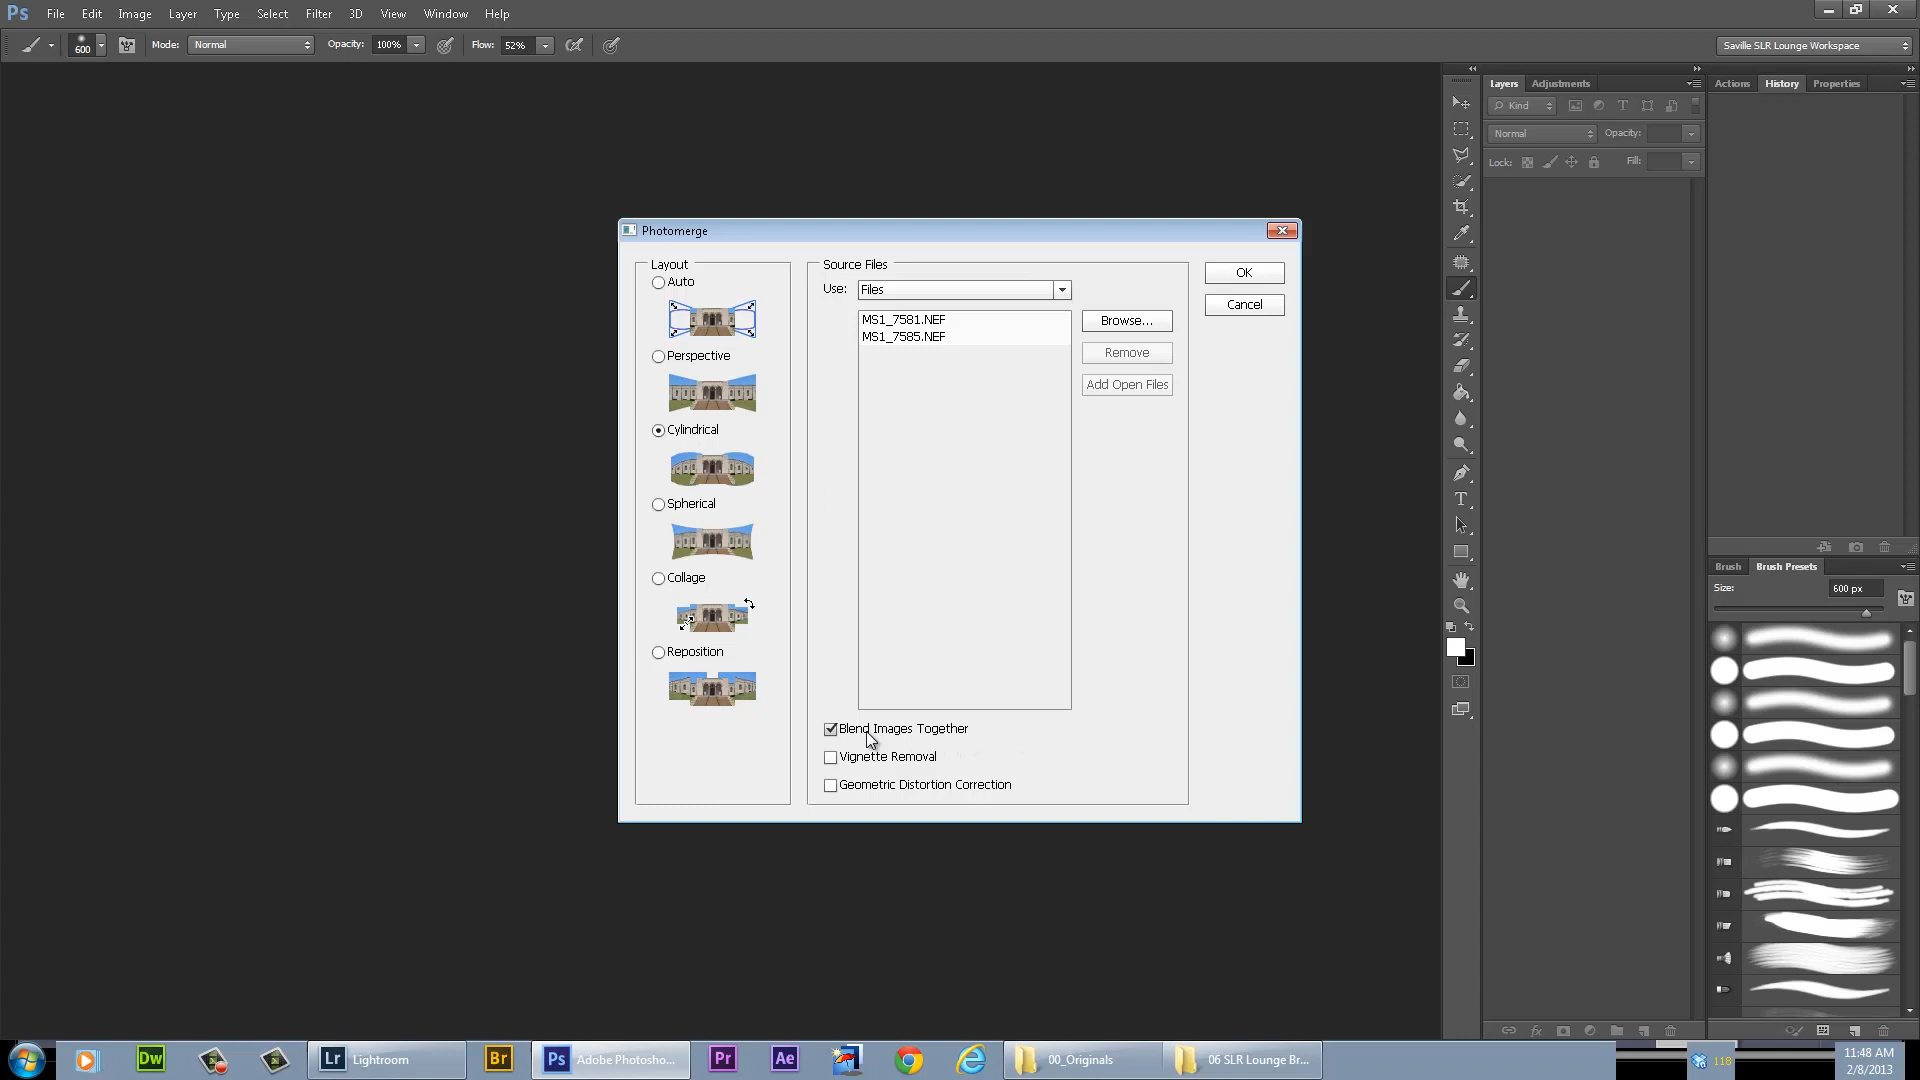 Ps File Edit Image Layer Type Select Filter 3D View Window Help
600 Mode: Normal Opacity: 100% Flow: 52% Saville SLR Lounge Workspace
Layers Adjustments
Kind
Normal Opacity:
Lock: Fill:
Actions History Properties
Photomerge
Layout
Auto
Perspective
Cylindrical
Spherical
Collage
Reposition
Source Files
Use: Files
MS1_7581.NEF
MS1_7585.NEF
Browse...
Remove
Add Open Files
OK
Cancel
Blend Images Together
Vignette Removal
Geometric Distortion Correction
T
Brush Brush Presets
Size: 600 px
fx
Dw Lr Lightroom Br Ps Adobe Photosho... Pr Ae 00_Originals 06 SLR Lounge Br... 118
11:48 AM
2/8/2013